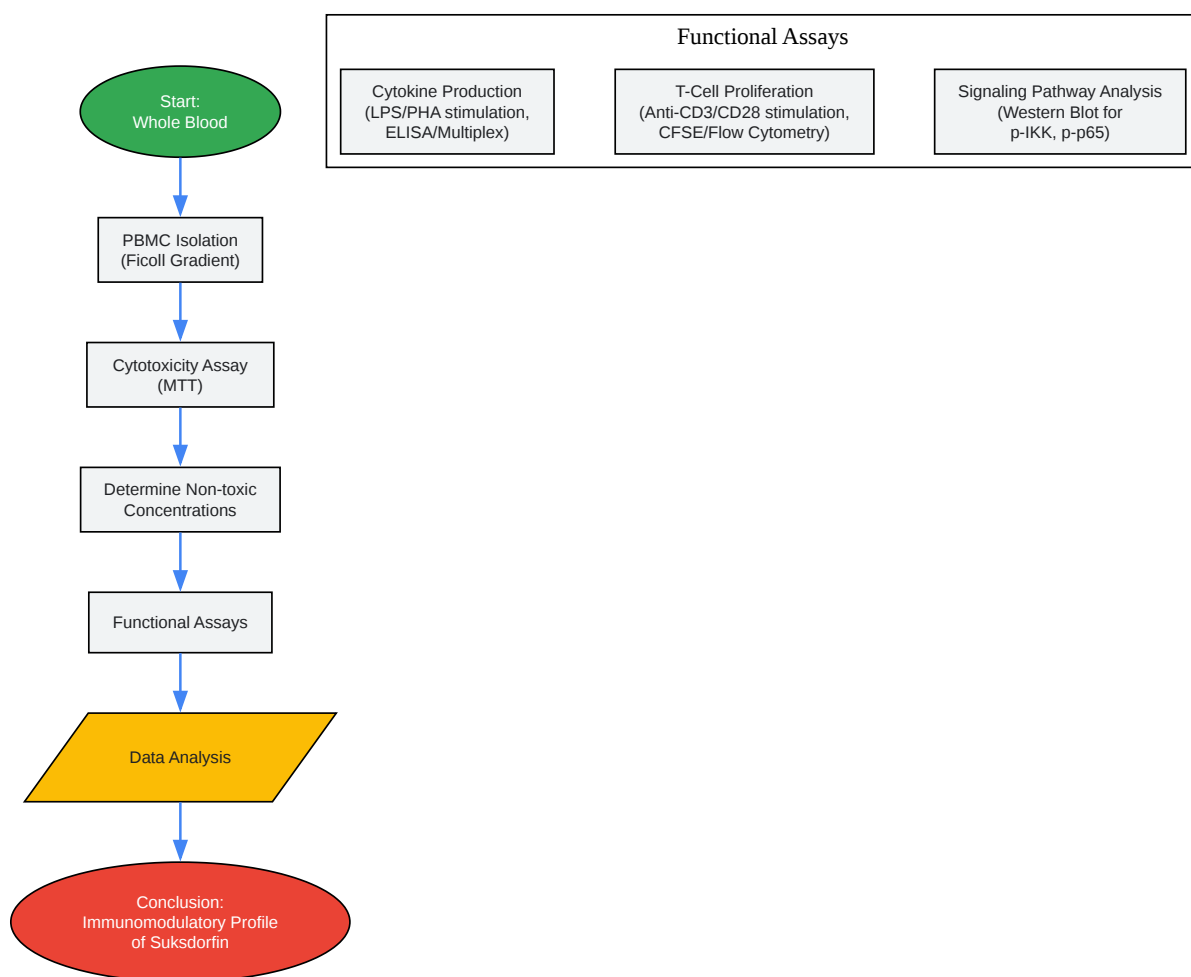 Functional Assays
Cytokine Production
(LPS/PHA stimulation,
ELISA/Multiplex)
T-Cell Proliferation
(Anti-CD3/CD28 stimulation,
CFSE/Flow Cytometry)
Signaling Pathway Analysis
(Western Blot for
p-IKK, p-p65)
Start:
Whole Blood
PBMC Isolation
(Ficoll Gradient)
Cytotoxicity Assay
(MTT)
Determine Non-toxic
Concentrations
Functional Assays
Data Analysis
Conclusion:
Immunomodulatory Profile
of Suksdorfin